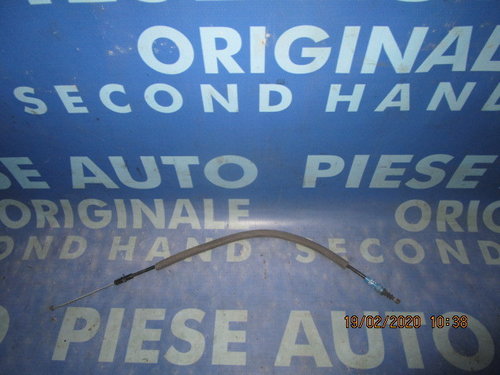 ORIGINALE
SECOND HAND
PIESE AUTO PIESE
ORIGINALE ORIGI
SECOND HAND SECOND
PIESE AUTO
19/02/2020 10:38